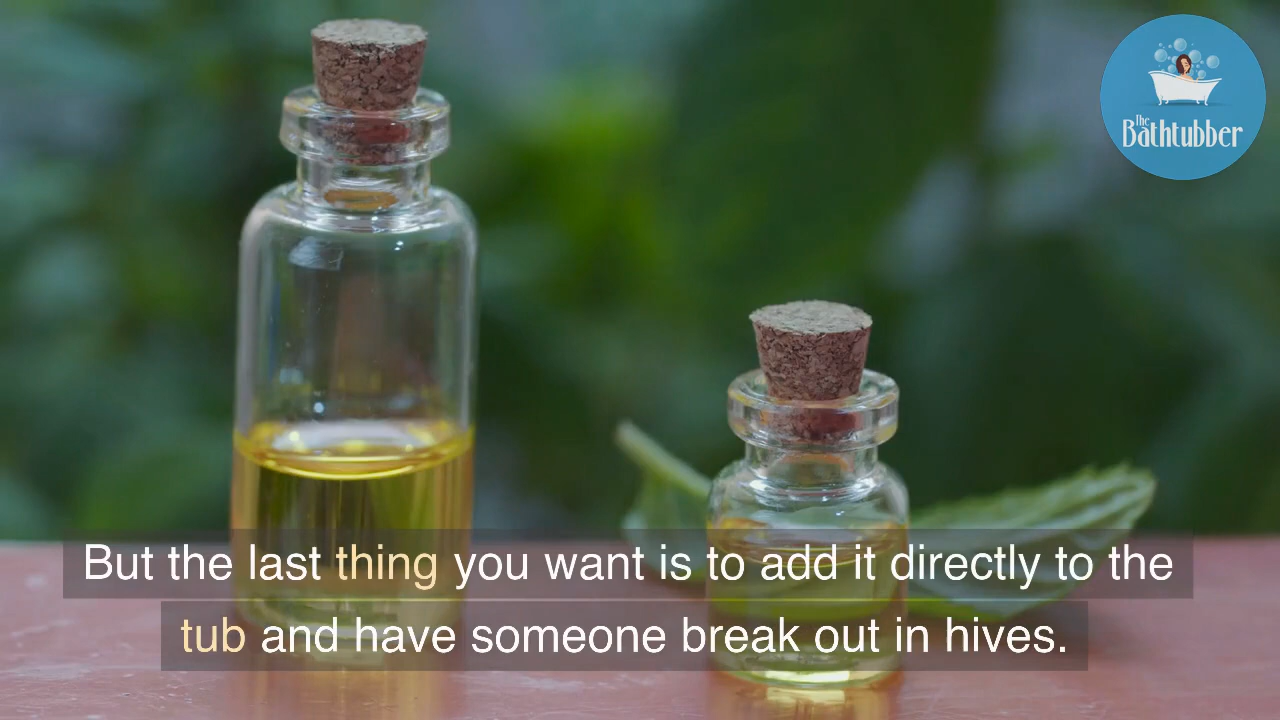 The
Bathtubber
But the last thing you want is to add it directly to the
tub and have someone break out in hives.